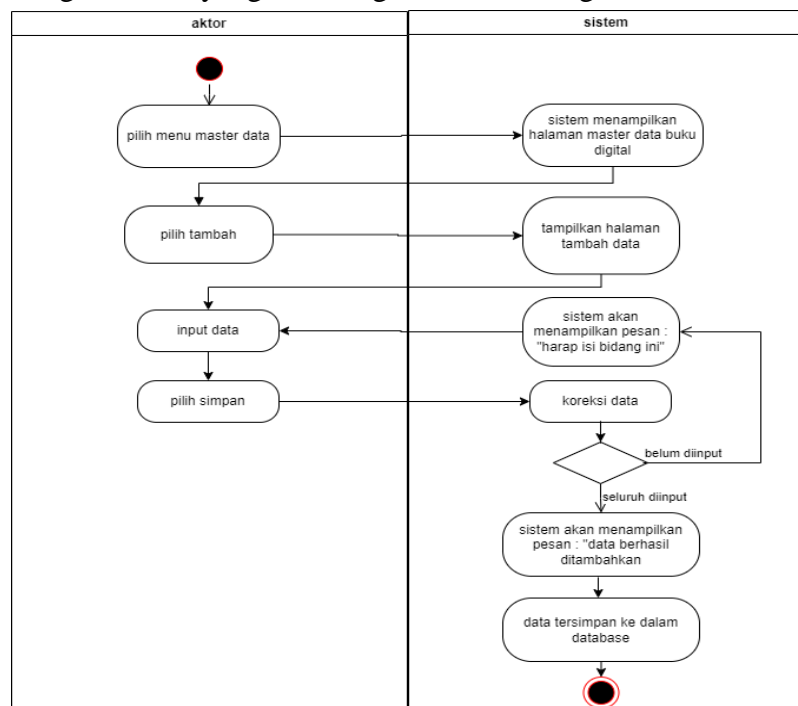 aktor
sistem
pilih menu master data
sistem menampilkan
halaman master data buku
digital
pilih tambah
tampilkan halaman
tambah data
input data
sistem akan
menampilkan pesan :
"harap isi bidang ini"
pilih simpan
koreksi data
belum diinput
seluruh diinput
sistem akan menampilkan
pesan : "data berhasil
ditambahkan
data tersimpan ke dalam
database